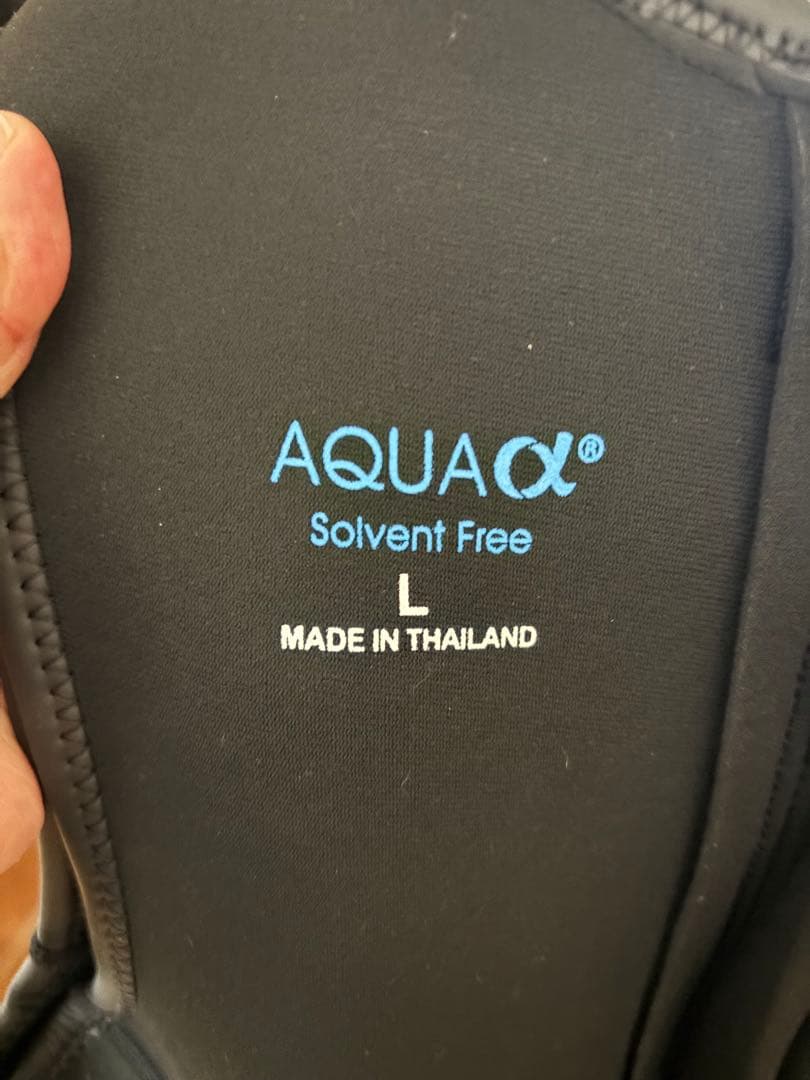 AQUAα®
Solvent Free
L
MADE IN THAILAND